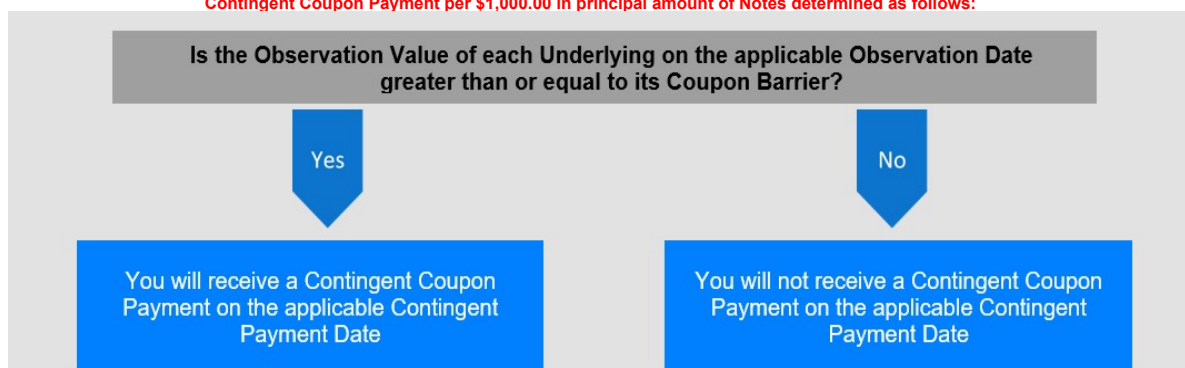 Contingent Coupon Payment per $1,000.00 in principal amount of Notes determined as follows:
Is the Observation Value of each Underlying on the applicable Observation Date
greater than or equal to its Coupon Barrier?
Yes
No
You will receive a Contingent Coupon
Payment on the applicable Contingent
Payment Date
You will not receive a Contingent Coupon
Payment on the applicable Contingent
Payment Date